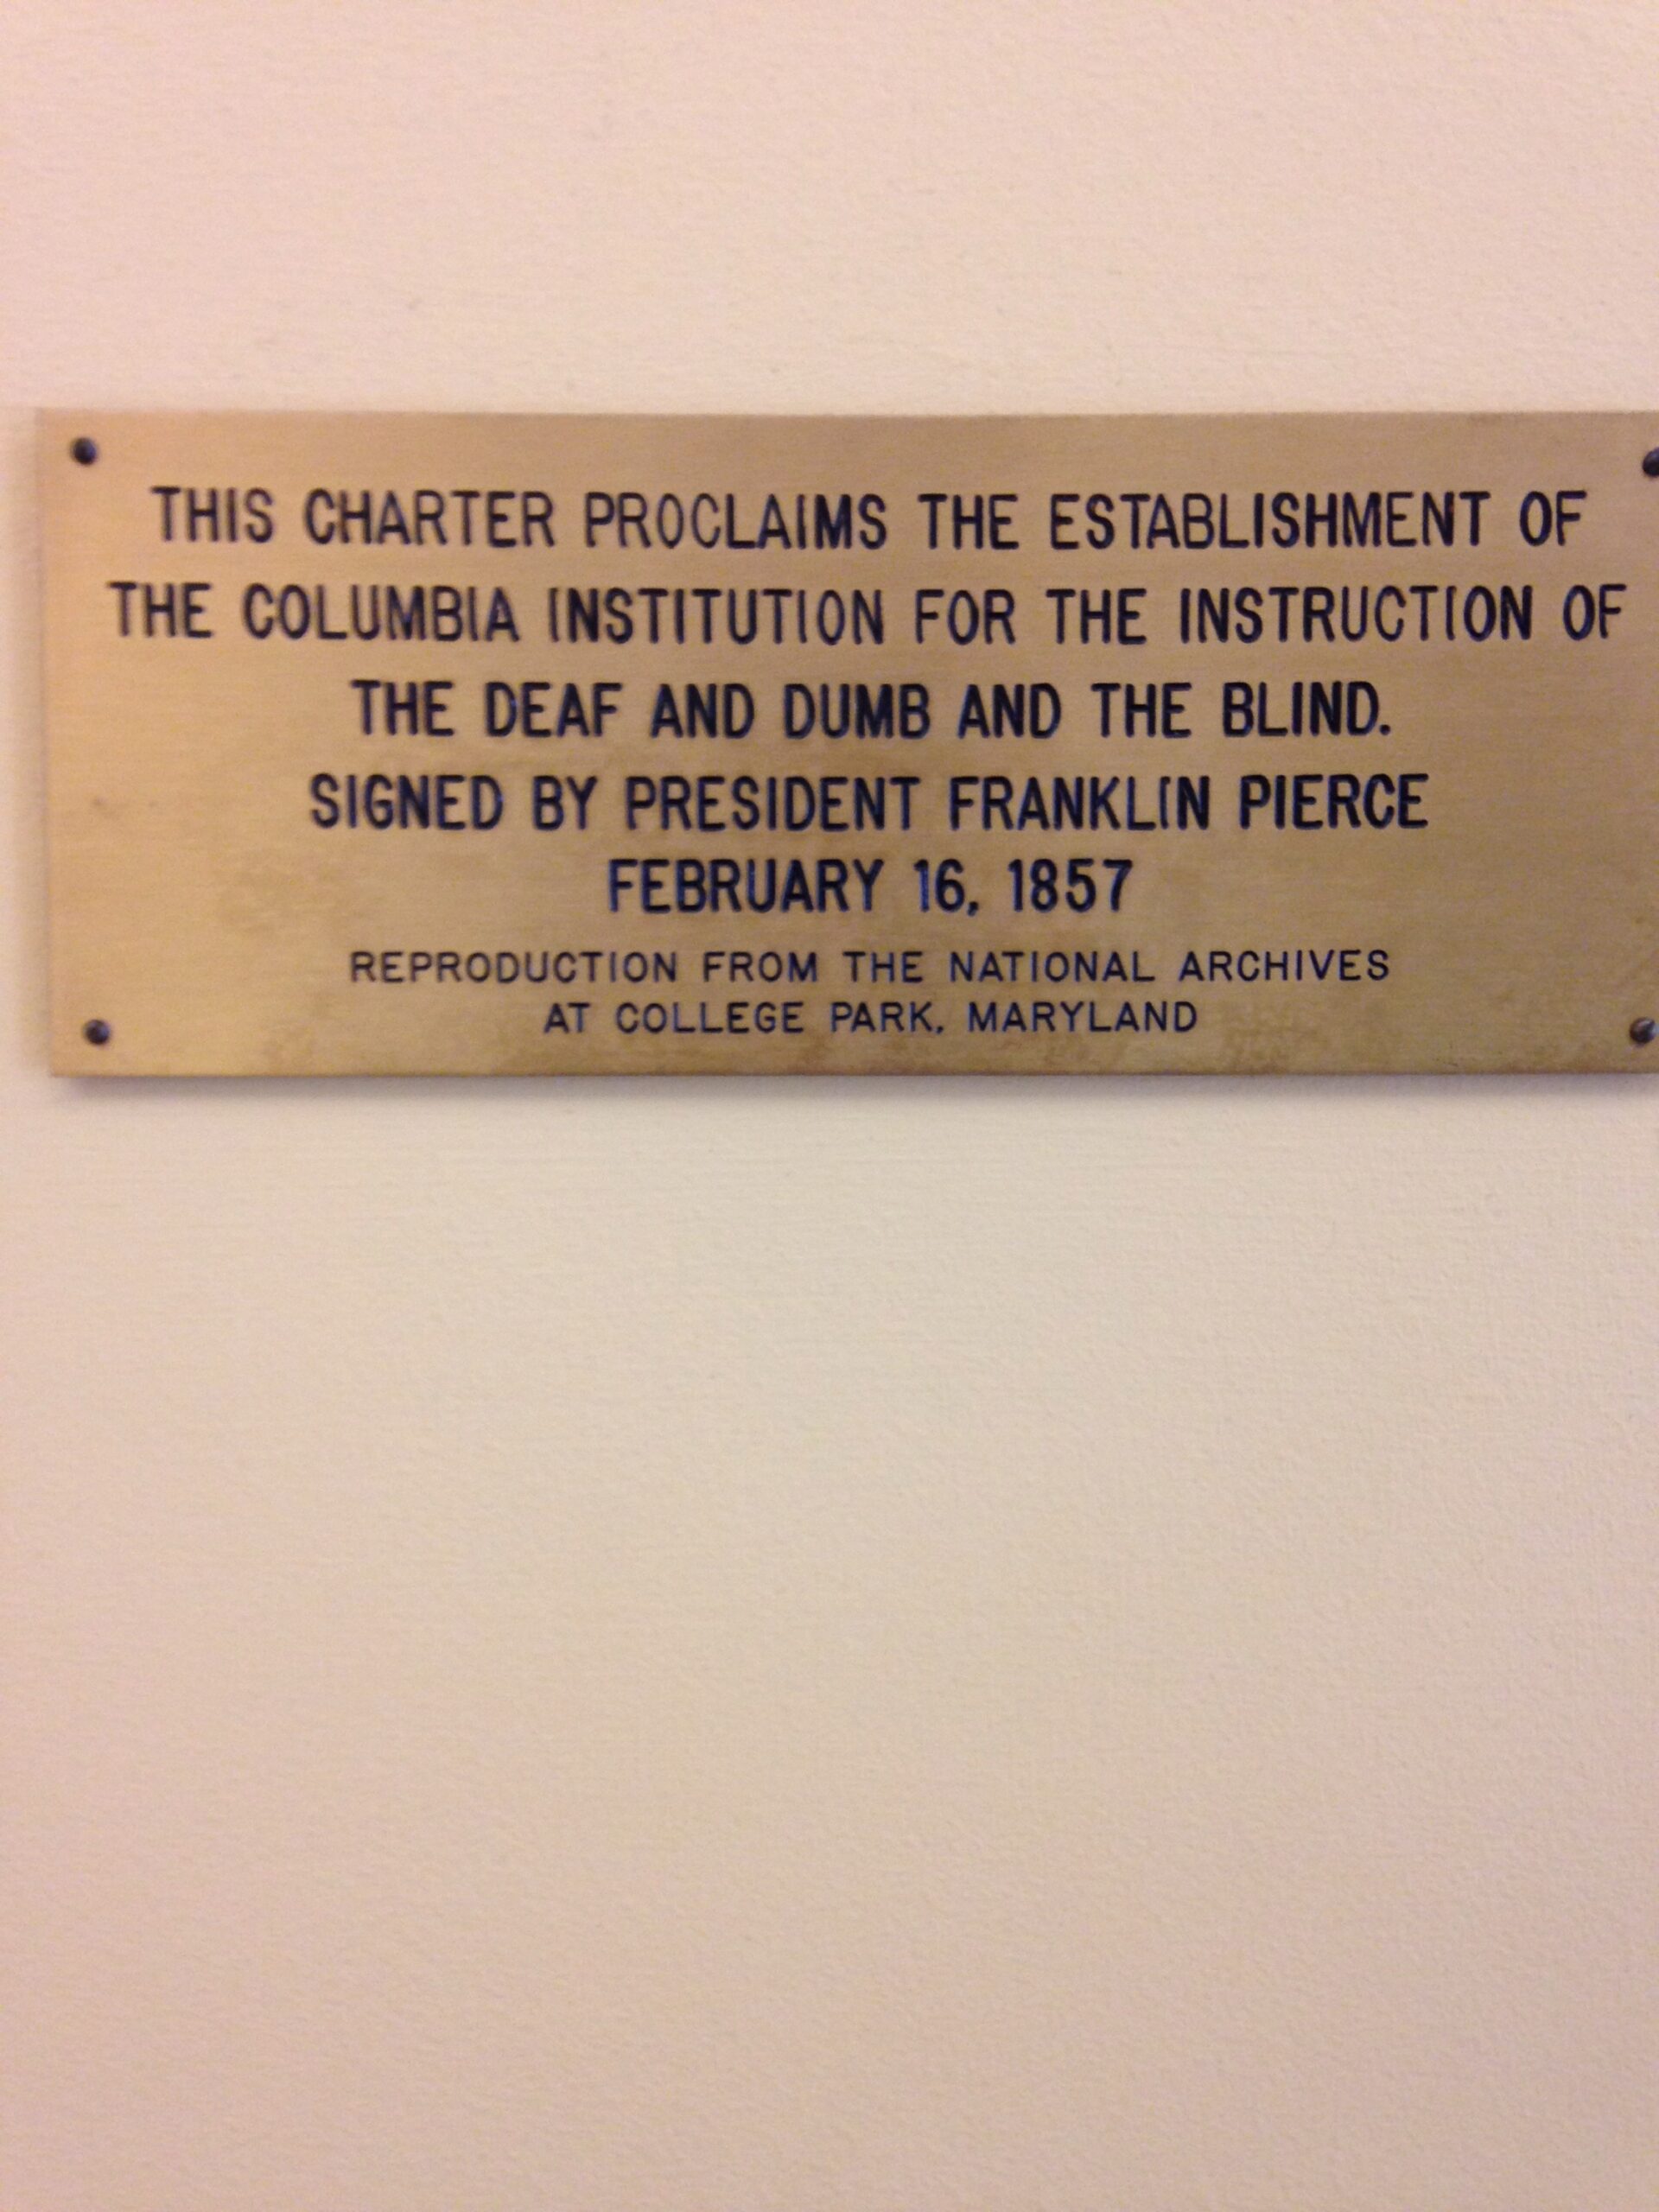 THIS CHARTER PROCLAIMS THE ESTABLISHMENT OF
THE COLUMBIA INSTITUTION FOR THE INSTRUCTION OF
THE DEAF AND DUMB AND THE BLIND.
SIGNED BY PRESIDENT FRANKLIN PIERCE
FEBRUARY 16, 1857
REPRODUCTION FROM THE NATIONAL ARCHIVES
AT COLLEGE PARK, MARYLAND